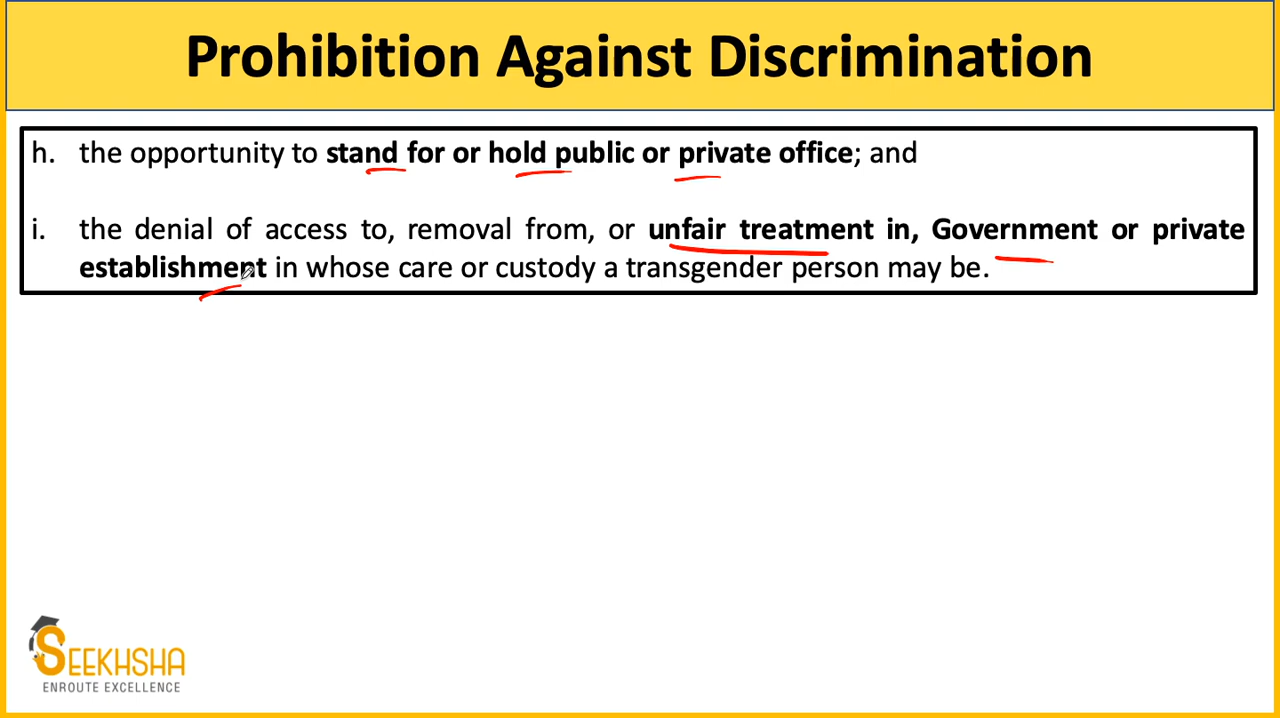 Prohibition Against Discrimination
h. the opportunity to stand for or hold public or private office; and
i. the denial of access to, removal from, or unfair treatment in, Government or private
establishment in whose care or custody a transgender person may be.
SEEKHSHA
ENROUTE EXCELLENCE